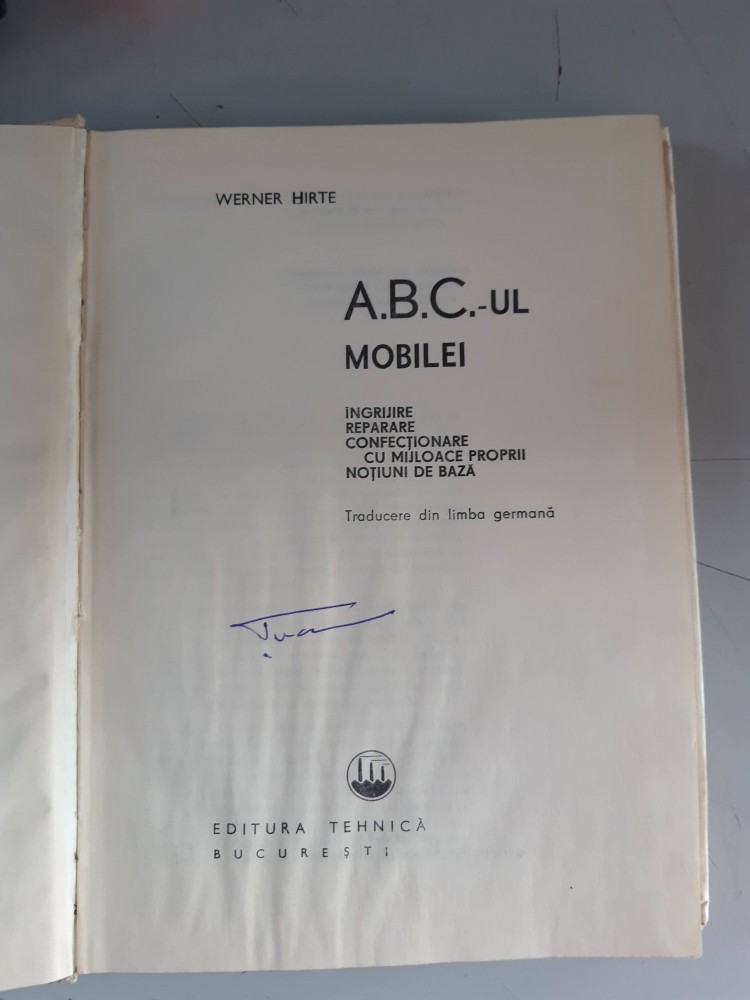 WERNER HIRTE
A.B.C.-UL
MOBILEI
ÎNGRIJIRE
REPARARE
CONFECȚIONARE
CU MIJLOACE PROPRII
NOȚIUNI DE BAZĂ
Traducere din limba germană
EDITURA TEHNICĂ
BUCUREȘTI